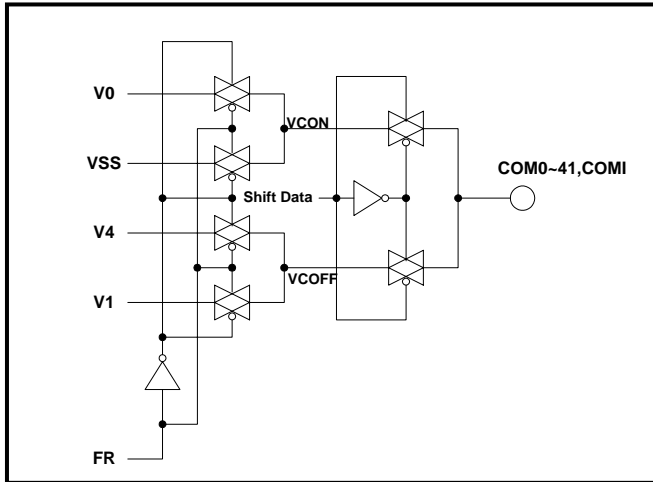 V0
VCON
VSS
COM0~41,COMI
Shift Data
V4
VCOFF
V1
FR